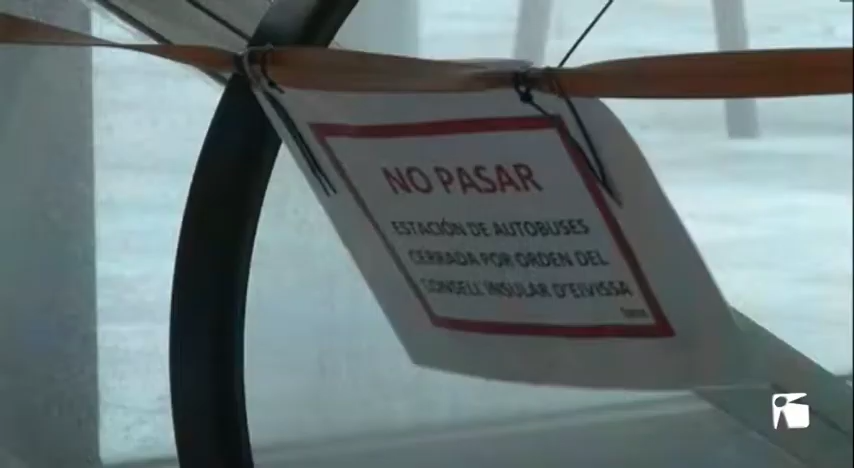 NO PASAR
ESTACIÓN DE AUTOBUSES
CERRADA POR ORDEN DEL
CONSELL INSULAR D'EIVISSA